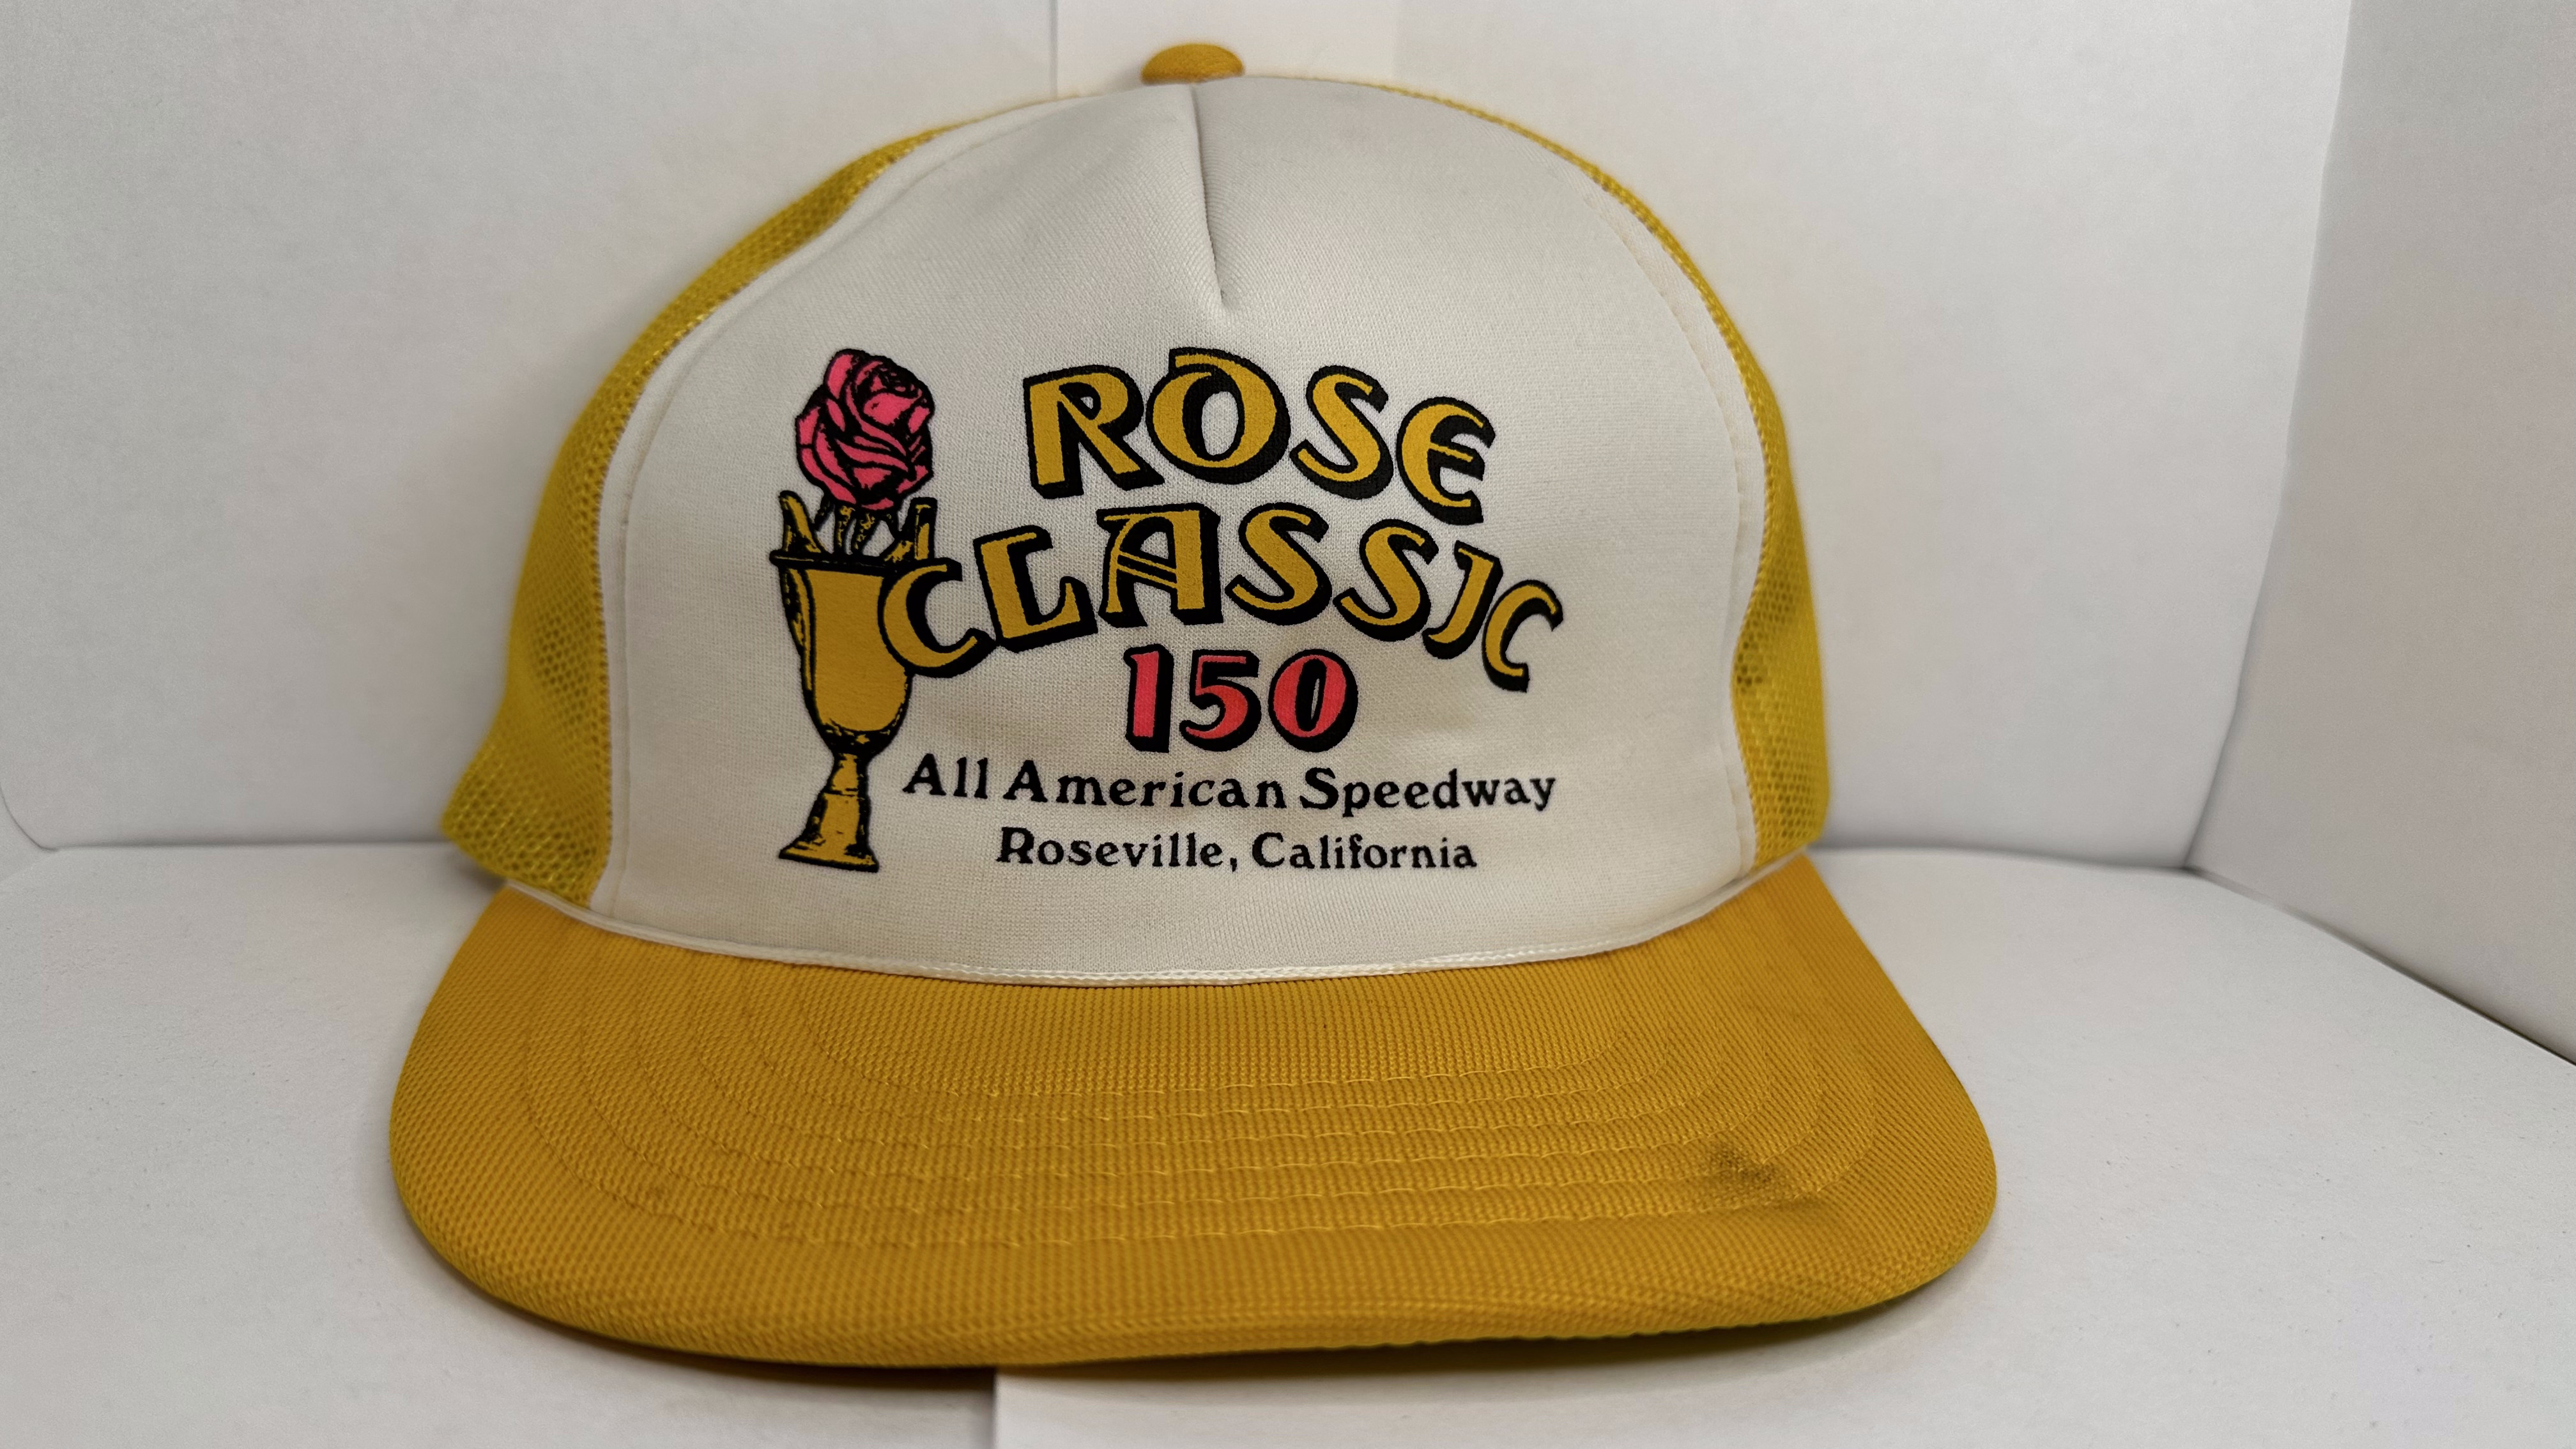 ROSE
CLASSIC
150
All American Speedway
Roseville, California